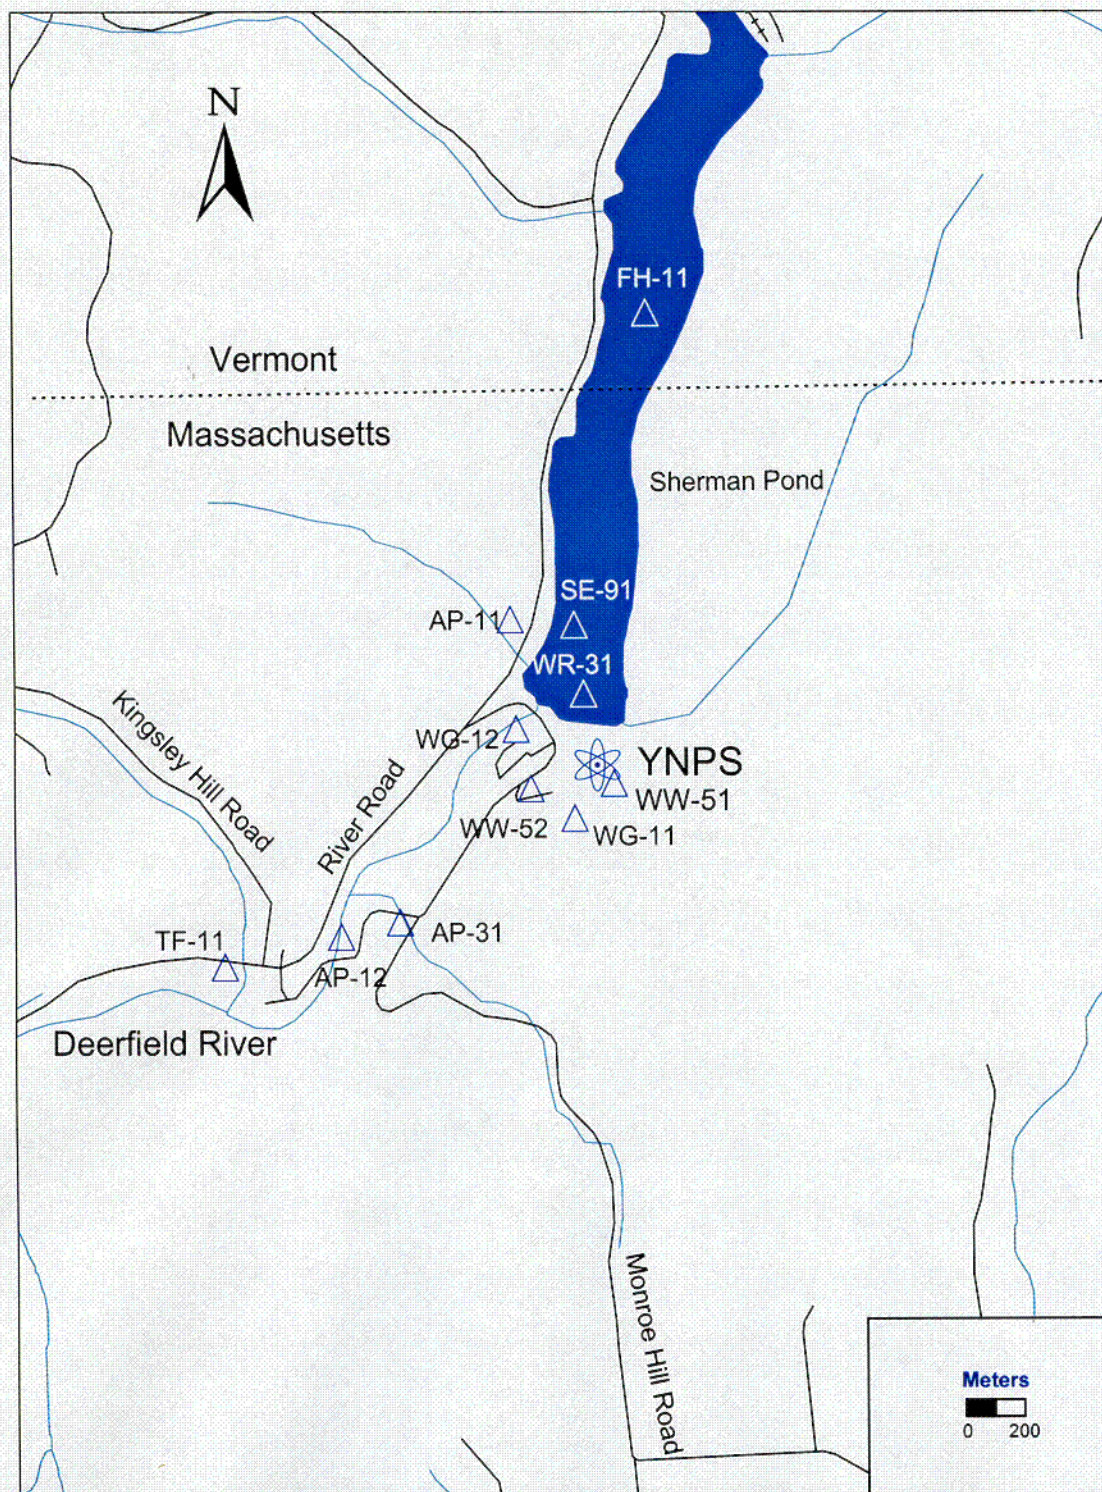 N
FH-11
Vermont
Massachusetts
Sherman Pond
SE-91
AP-11
WR-31
Kingsley Hill Road
WG-12
River Road
YNPS
WW-51
WW-52
WG-11
TF-11
AP-31
AP-12
Deerfield River
Monroe Hill Road
Meters
0 200